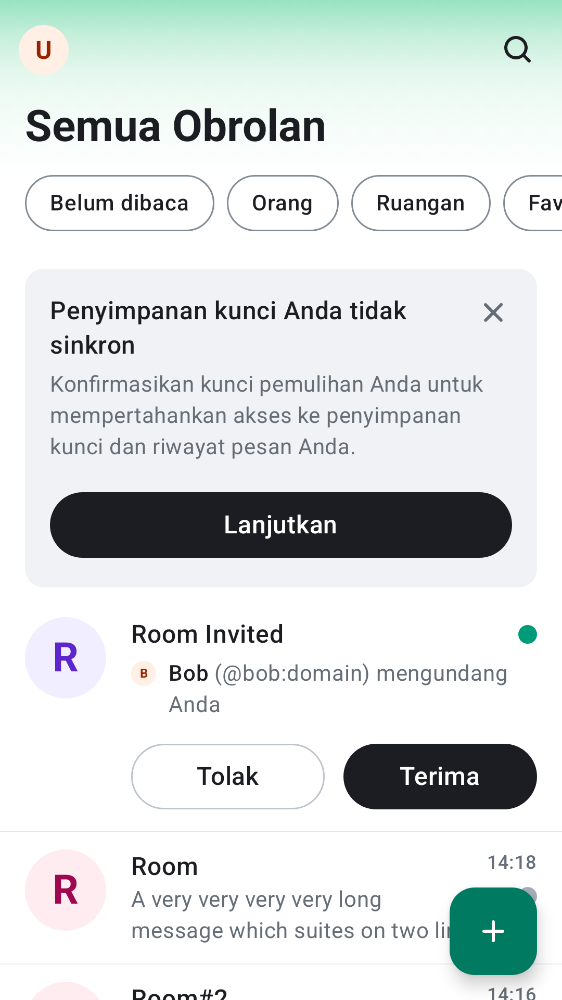 U
Semua Obrolan
Belum dibaca
Orang
Ruangan
Fav
Penyimpanan kunci Anda tidak
sinkron
Konfirmasikan kunci pemulihan Anda untuk
mempertahankan akses ke penyimpanan
kunci dan riwayat pesan Anda.
Lanjutkan
R
Room Invited
B
Bob (@bob:domain) mengundang
Anda
Tolak
Terima
R
Room
14:18
A very very very very long
message which suites on two
Room#2
14:16